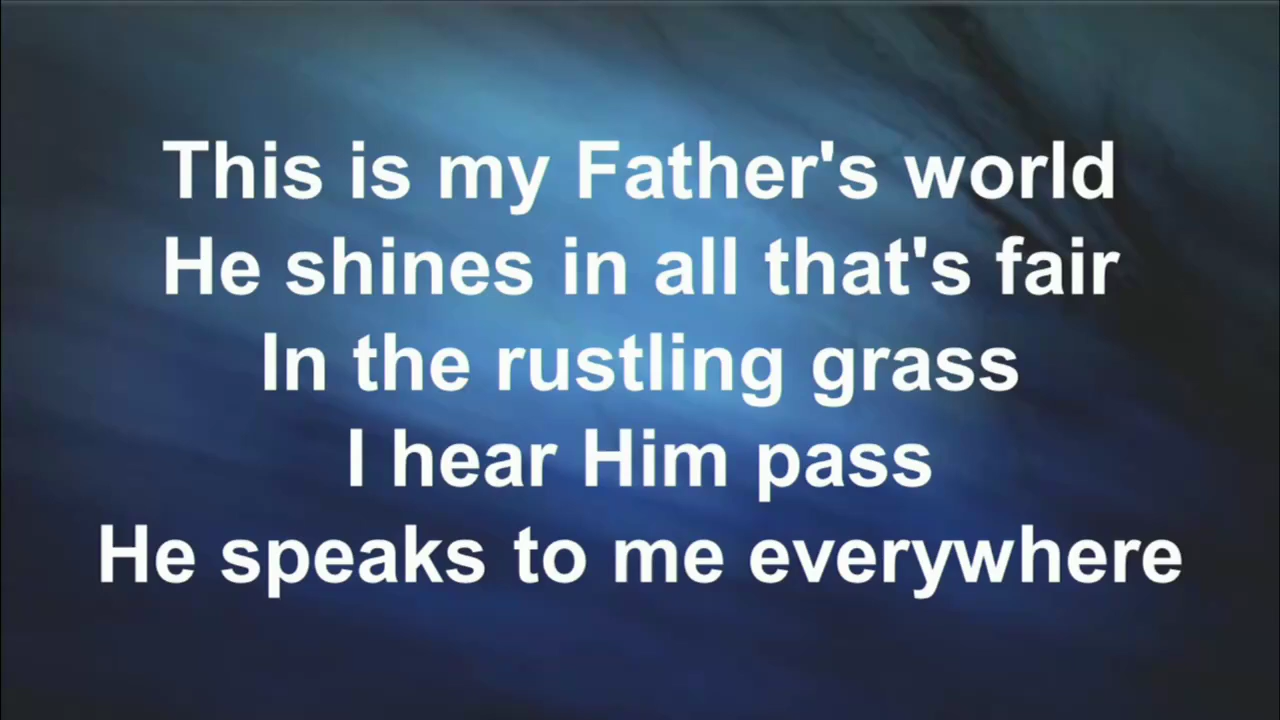 This is my Father's world
He shines in all that's fair
In the rustling grass
I hear Him pass
He speaks to me everywhere